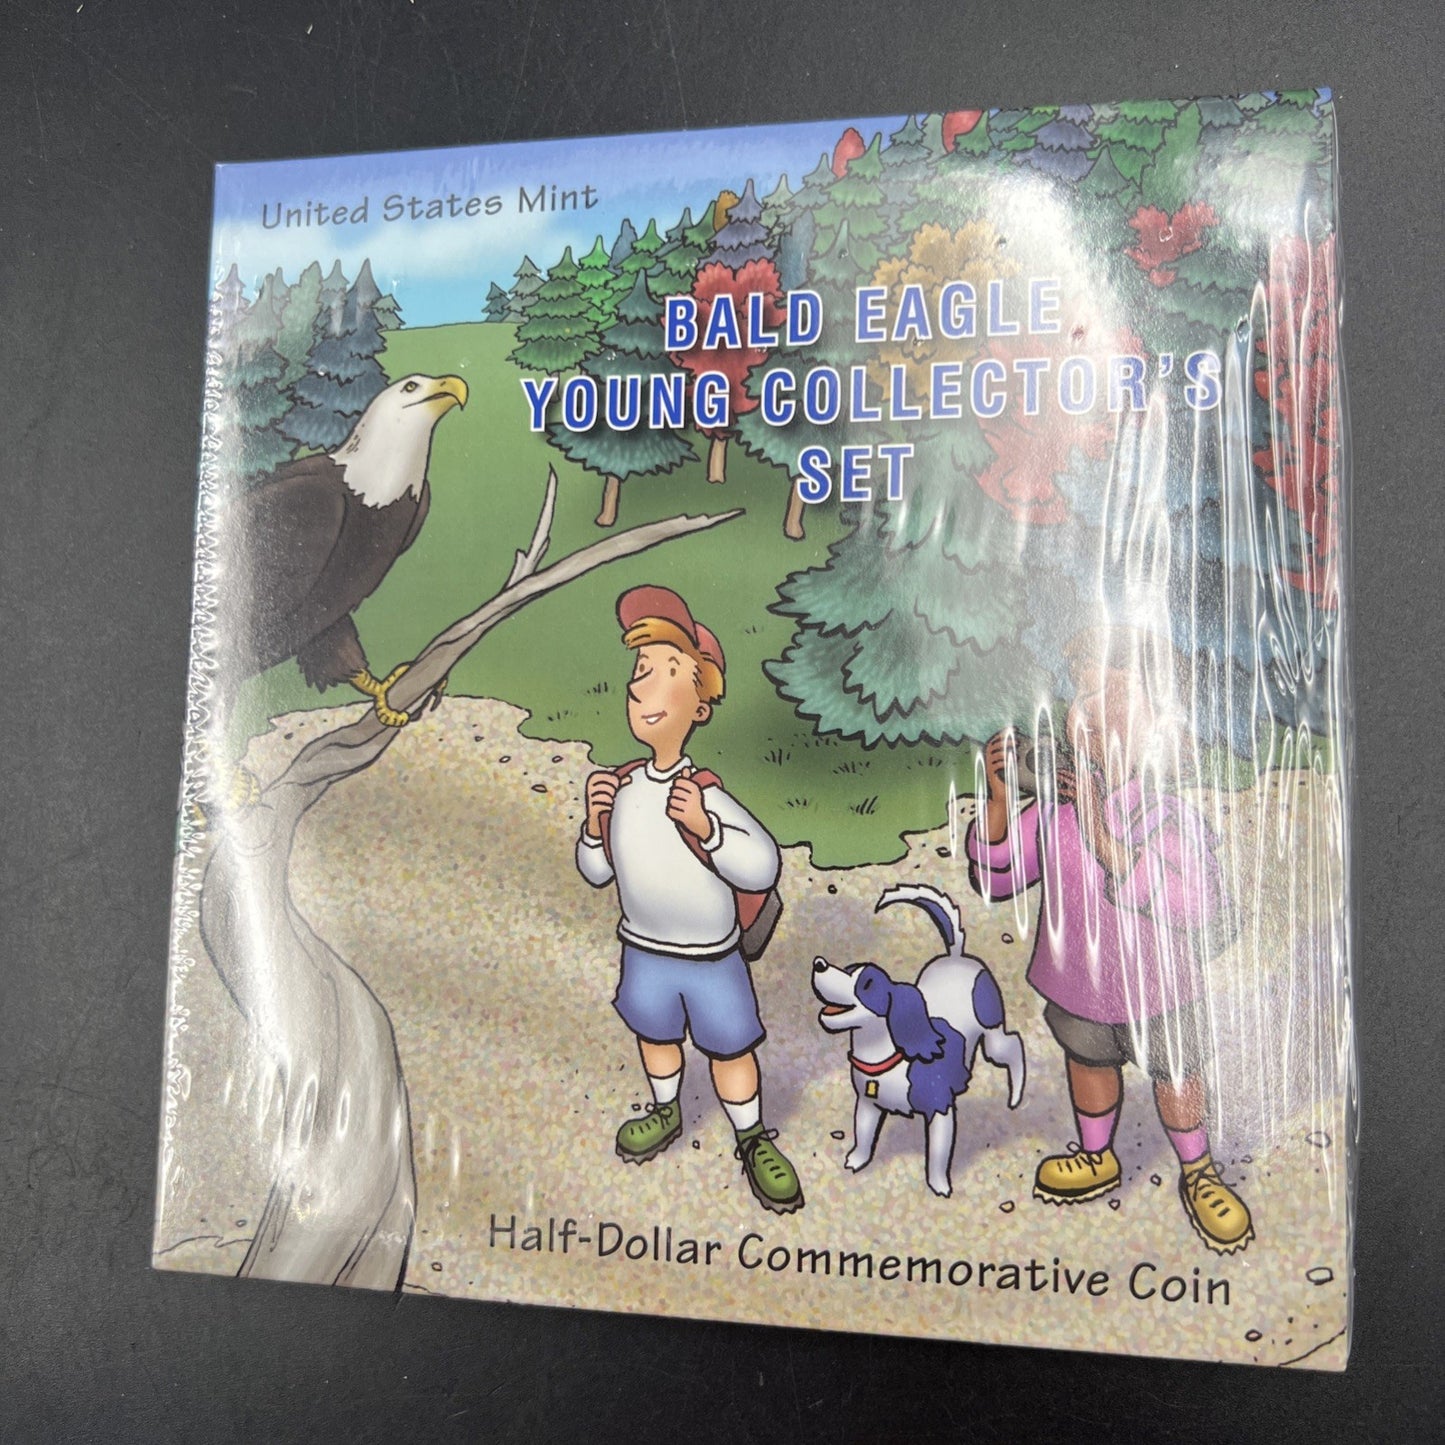 United States Mint
BALD EAGLE
YOUNG COLLECTOR'S
SET
Half-Dollar Commemorative Coin